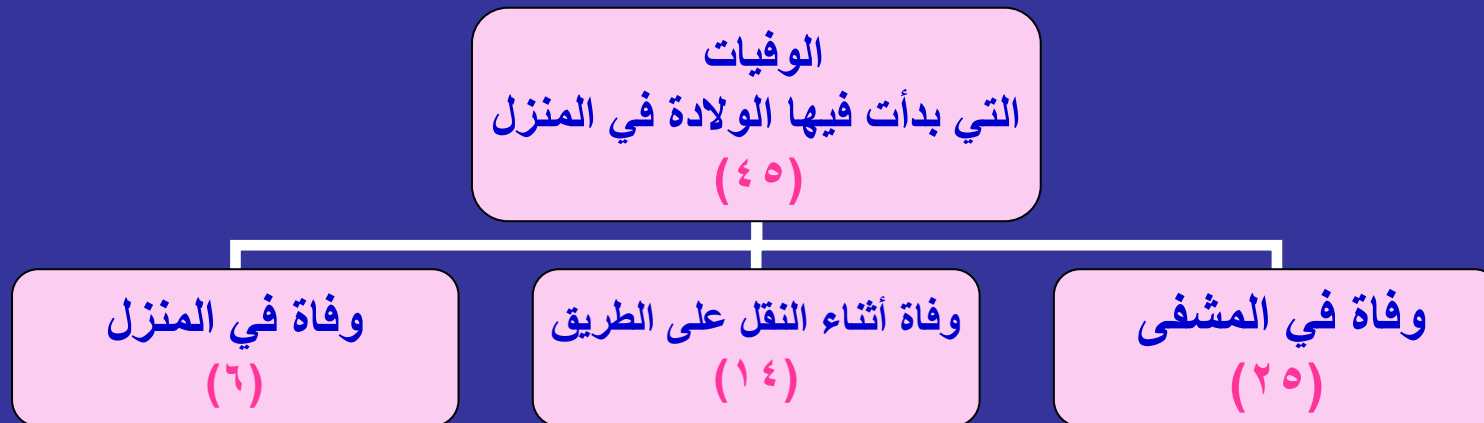 الوفيات
التي بدأت فيها الولادة في المنزل
(٤٥)
وفاة في المشفى
(٢٥)
وفاة أثناء النقل على الطريق
(١٤)
وفاة في المنزل
(٦)